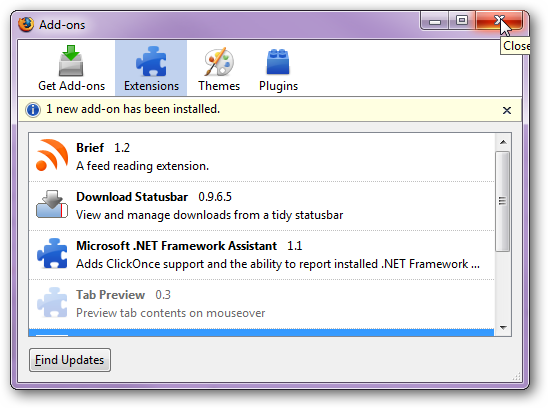 Add-ons
Close
Get Add-ons Extensions Themes Plugins
1 new add-on has been installed.
Brief 1.2
A feed reading extension.
Download Statusbar 0.9.6.5
View and manage downloads from a tidy statusbar
Microsoft .NET Framework Assistant 1.1
Adds ClickOnce support and the ability to report installed .NET Framework ...
Tab Preview 0.3
Preview tab contents on mouseover
Find Updates